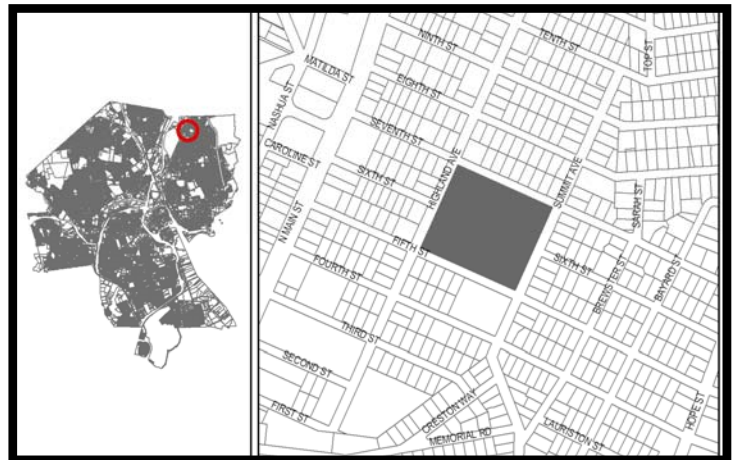 NINTH ST
TENTH ST
TOP ST
MATILDA ST
EIGHTH ST
NASHUA ST
SEVENTH ST
CAROLINE ST
SIXTH ST
HIGHLAND AVE
SUMMIT AVE
SARAH ST
N MAIN ST
FIFTH ST
SIXTH ST
FOURTH ST
BREWSTER ST
BAYARD ST
THIRD ST
SECOND ST
FIRST ST
CRESTON WAY
MEMORIAL RD
LAURISTON ST
HOPE ST